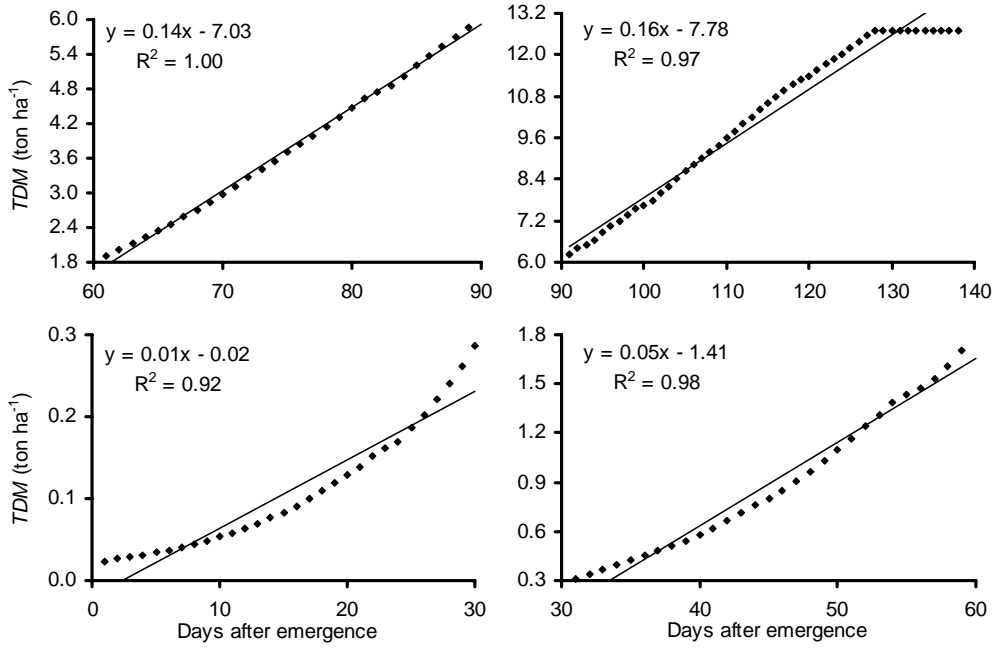 y = 0.14x - 7.03
R² = 1.00
TDM (ton ha⁻¹)
6.0
5.4
4.8
4.2
3.6
3.0
2.4
1.8
60 70 80 90
y = 0.16x - 7.78
R² = 0.97
13.2
12.0
10.8
9.6
8.4
7.2
6.0
90 100 110 120 130 140
y = 0.01x - 0.02
R² = 0.92
TDM (ton ha⁻¹)
0.3
0.2
0.1
0.0
0 10 20 30
Days after emergence
y = 0.05x - 1.41
R² = 0.98
1.8
1.5
1.2
0.9
0.6
0.3
30 40 50 60
Days after emergence